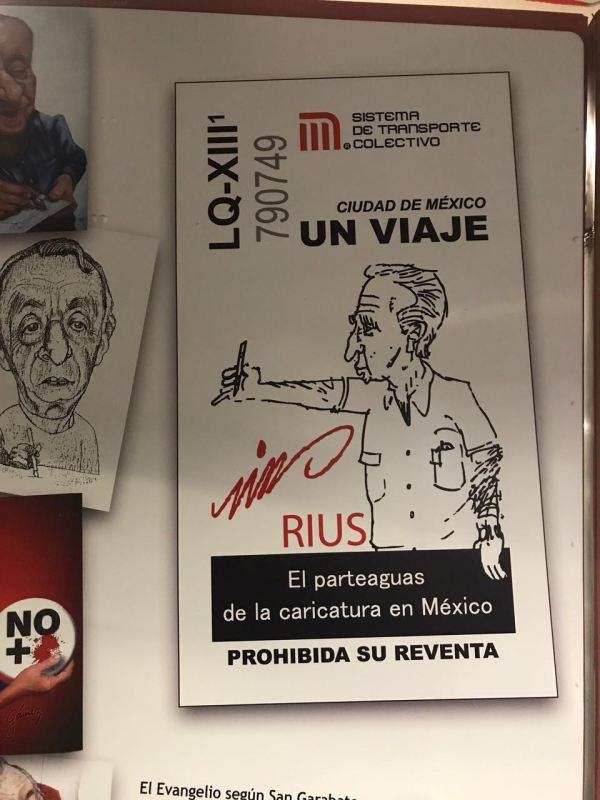 LQ-XIII¹
790749
SISTEMA
DE TRANSPORTE
COLECTIVO
CIUDAD DE MÉXICO
UN VIAJE
rius
RIUS
El parteaguas
de la caricatura en México
PROHIBIDA SU REVENTA
NO
+
El Evangelio según San Garabato